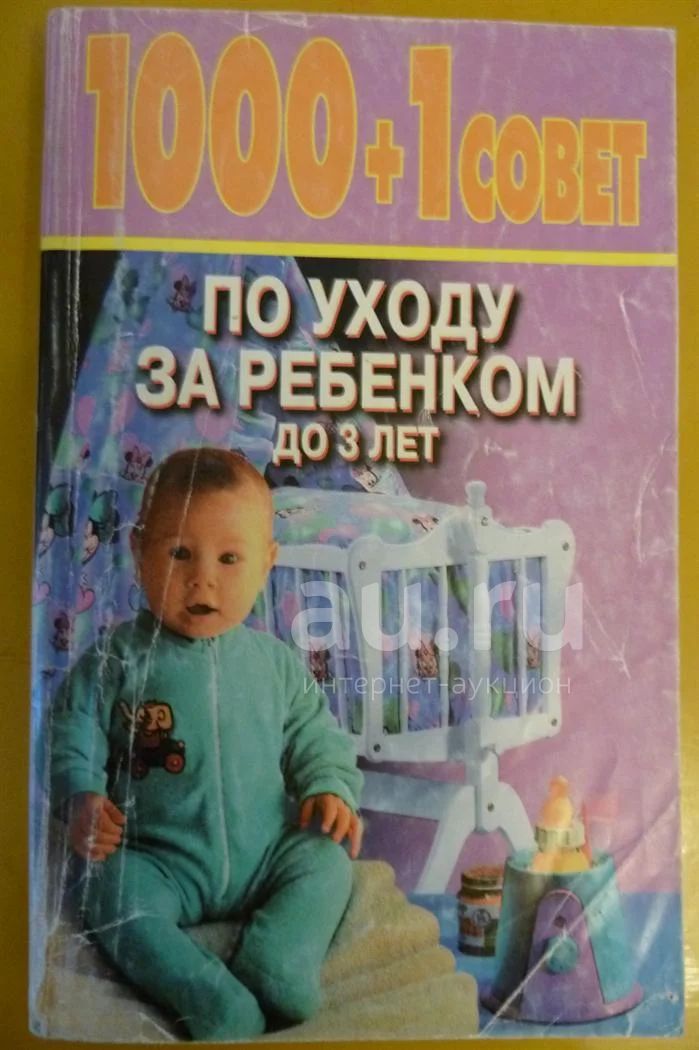 1000+1 СОВЕТ
ПО УХОДУ
ЗА РЕБЕНКОМ
ДО 3 ЛЕТ
au.ru
интернет-аукцион